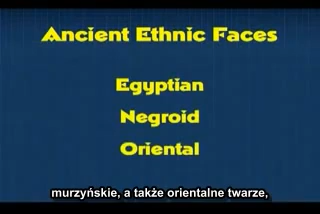 Ancient Ethnic Faces
Egyptian
Negroid
Oriental
murzyńskie, a także orientalne twarze,